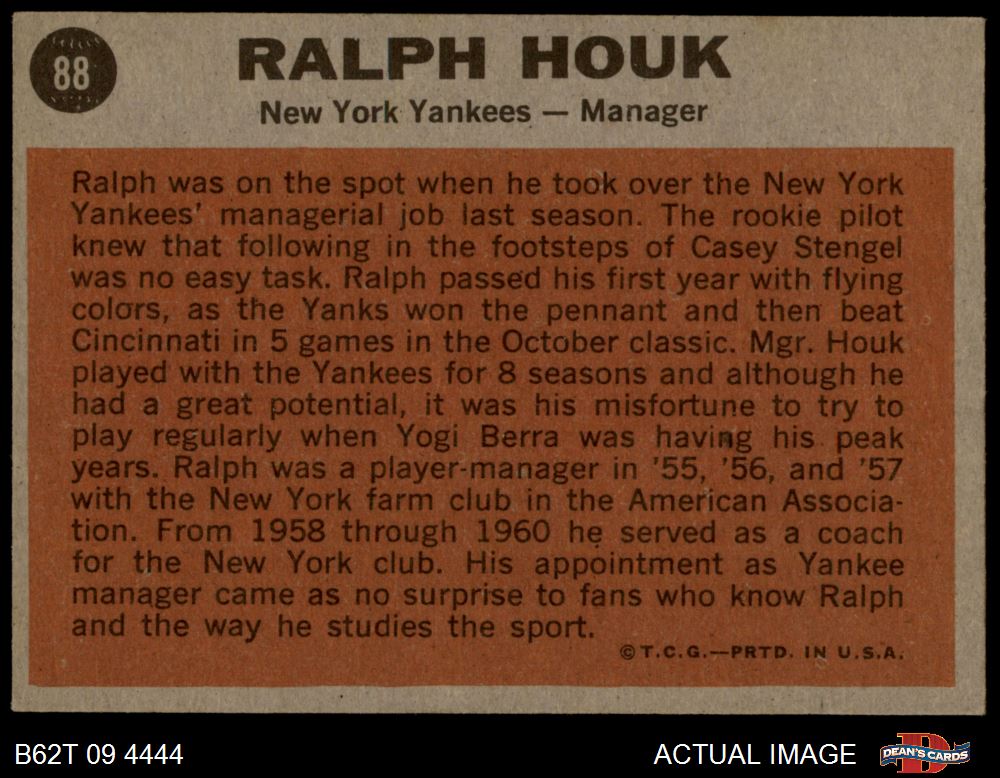 88
RALPH HOUK
New York Yankees — Manager
Ralph was on the spot when he took over the New York
Yankees' managerial job last season. The rookie pilot
knew that following in the footsteps of Casey Stengel
was no easy task. Ralph passed his first year with flying
colors, as the Yanks won the pennant and then beat
Cincinnati in 5 games in the October classic. Mgr. Houk
played with the Yankees for 8 seasons and although he
had a great potential, it was his misfortune to try to
play regularly when Yogi Berra was having his peak
years. Ralph was a player-manager in '55, '56, and '57
with the New York farm club in the American Associa-
tion. From 1958 through 1960 he served as a coach
for the New York club. His appointment as Yankee
manager came as no surprise to fans who know Ralph
and the way he studies the sport.
© T.C.G.—PRTD. IN U.S.A.
B62T 09 4444
ACTUAL IMAGE
D
DEAN'S CARDS